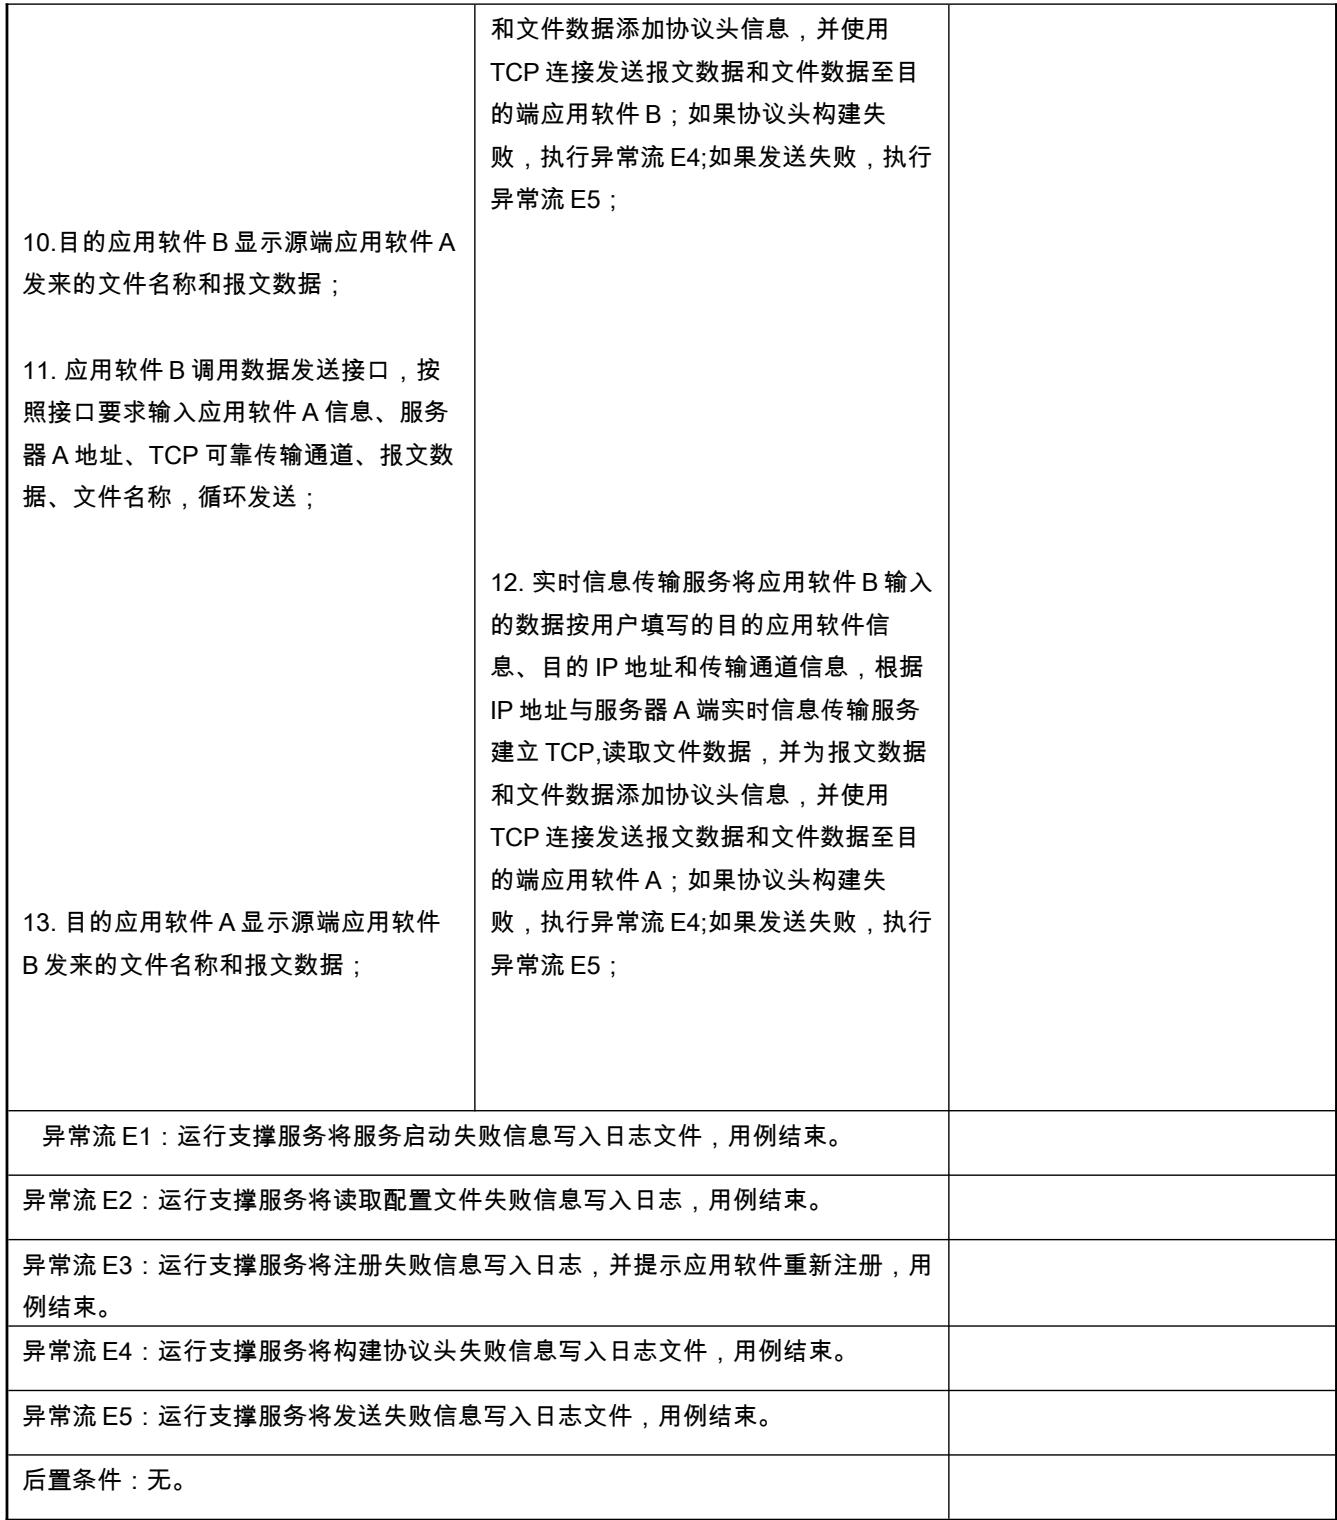 和文件数据添加协议头信息，并使用
TCP 连接发送报文数据和文件数据至目
的端应用软件 B；如果协议头构建失
败，执行异常流 E4;如果发送失败，执行
异常流 E5；
10.目的应用软件 B 显示源端应用软件 A
发来的文件名称和报文数据；
11. 应用软件 B 调用数据发送接口，按
照接口要求输入应用软件 A 信息、服务
器 A 地址、TCP 可靠传输通道、报文数
据、文件名称，循环发送；
12. 实时信息传输服务将应用软件 B 输入
的数据按用户填写的目的应用软件信
息、目的 IP 地址和传输通道信息，根据
IP 地址与服务器 A 端实时信息传输服务
建立 TCP,读取文件数据，并为报文数据
和文件数据添加协议头信息，并使用
TCP 连接发送报文数据和文件数据至目
的端应用软件 A；如果协议头构建失
败，执行异常流 E4;如果发送失败，执行
异常流 E5；
13. 目的应用软件 A 显示源端应用软件
B 发来的文件名称和报文数据；
异常流 E1：运行支撑服务将服务启动失败信息写入日志文件，用例结束。
异常流 E2：运行支撑服务将读取配置文件失败信息写入日志，用例结束。
异常流 E3：运行支撑服务将注册失败信息写入日志，并提示应用软件重新注册，用
例结束。
异常流 E4：运行支撑服务将构建协议头失败信息写入日志文件，用例结束。
异常流 E5：运行支撑服务将发送失败信息写入日志文件，用例结束。
后置条件：无。